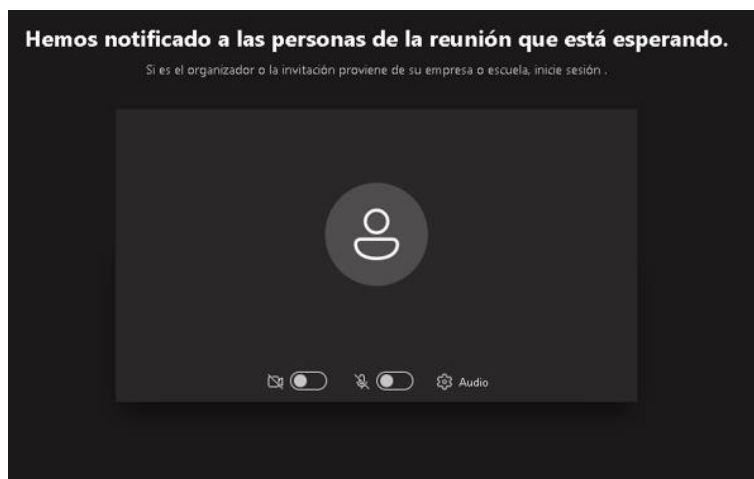 Hemos notificado a las personas de la reunión que está esperando.
Si es el organizador o la invitación proviene de su empresa o escuela, inicie sesión .
Audio